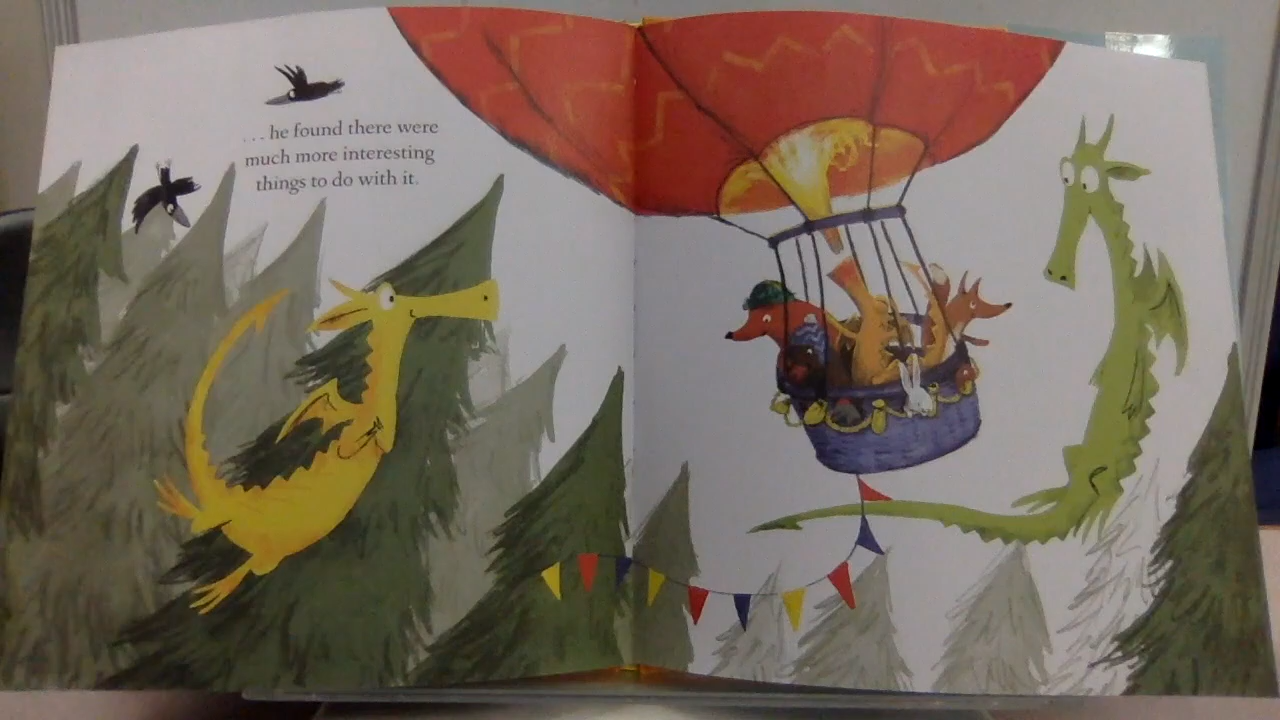 ... he found there were
much more interesting
things to do with it.